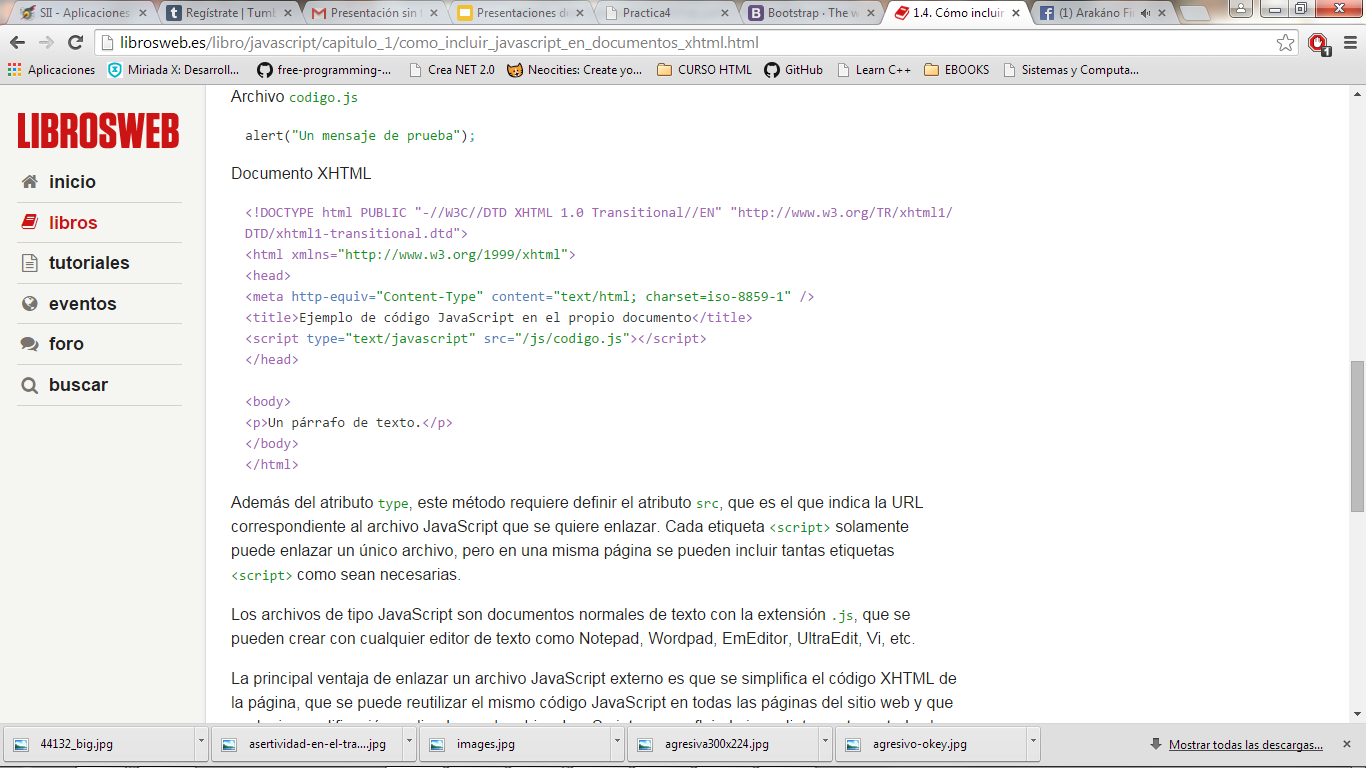 SII - Aplicaciones
Regístrate | Tum
Presentación sin
Presentaciones d
Practica4
Bootstrap · The w
1.4. Cómo incluir
(1) Arakáno Fi
librosweb.es/libro/javascript/capitulo_1/como_incluir_javascript_en_documentos_xhtml.html
1
Aplicaciones
Miriada X: Desarroll...
free-programming-...
Crea NET 2.0
Neocities: Create yo...
CURSO HTML
GitHub
Learn C++
EBOOKS
Sistemas y Computa...
LIBROSWEB
inicio
libros
tutoriales
eventos
foro
buscar
Archivo codigo.js
alert("Un mensaje de prueba");
Documento XHTML
<!DOCTYPE html PUBLIC "-//W3C//DTD XHTML 1.0 Transitional//EN" "http://www.w3.org/TR/xhtml1/
DTD/xhtml1-transitional.dtd">
<html xmlns="http://www.w3.org/1999/xhtml">
<head>
<meta http-equiv="Content-Type" content="text/html; charset=iso-8859-1" />
<title>Ejemplo de código JavaScript en el propio documento</title>
<script type="text/javascript" src="/js/codigo.js"></script>
</head>
<body>
<p>Un párrafo de texto.</p>
</body>
</html>
Además del atributo type, este método requiere definir el atributo src, que es el que indica la URL
correspondiente al archivo JavaScript que se quiere enlazar. Cada etiqueta <script> solamente
puede enlazar un único archivo, pero en una misma página se pueden incluir tantas etiquetas
<script> como sean necesarias.
Los archivos de tipo JavaScript son documentos normales de texto con la extensión .js, que se
pueden crear con cualquier editor de texto como Notepad, Wordpad, EmEditor, UltraEdit, Vi, etc.
La principal ventaja de enlazar un archivo JavaScript externo es que se simplifica el código XHTML de
la página, que se puede reutilizar el mismo código JavaScript en todas las páginas del sitio web y que
44132_big.jpg
asertividad-en-el-tra....jpg
images.jpg
agresiva300x224.jpg
agresivo-okey.jpg
Mostrar todas las descargas...